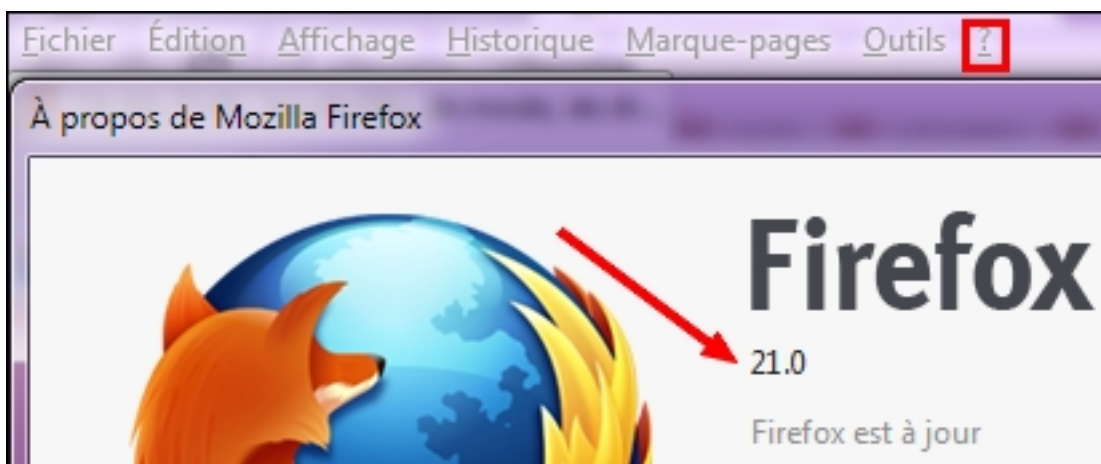 Fichier Édition Affichage Historique Marque-pages Outils ?
À propos de Mozilla Firefox
Firefox
21.0
Firefox est à jour